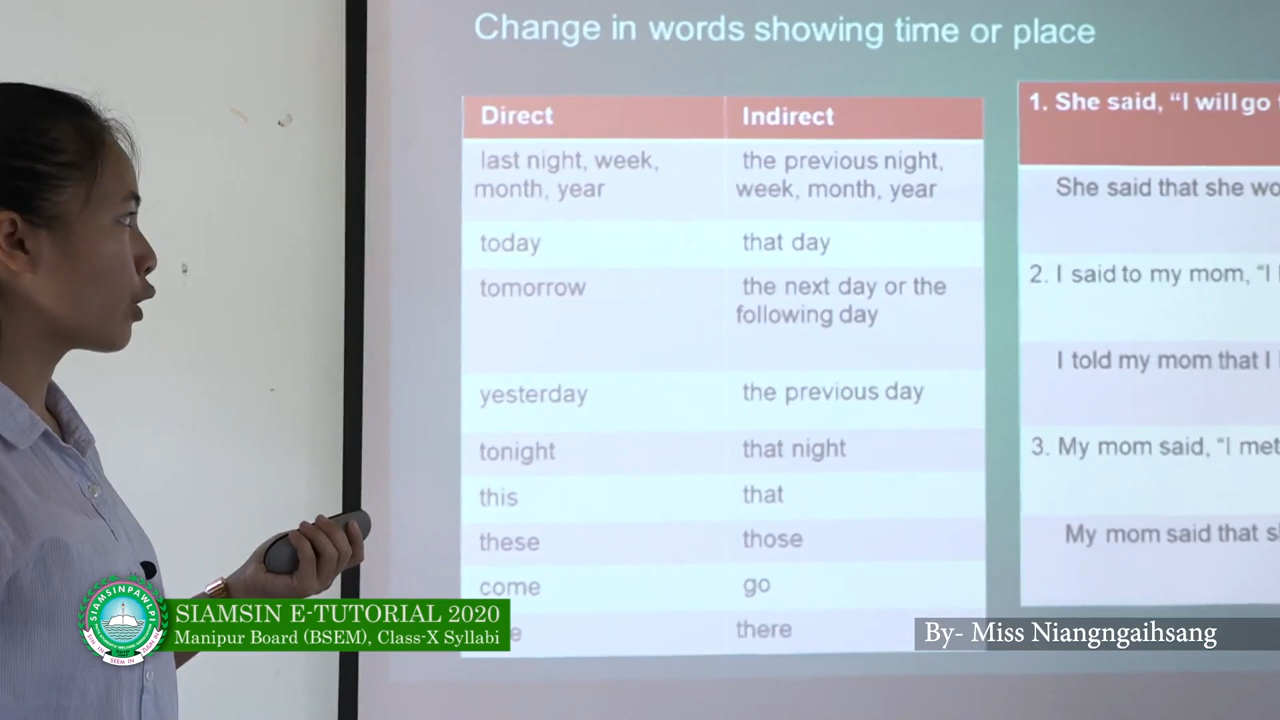 Change in words showing time or place
Direct Indirect
last night, week, the previous night,
month, year week, month, year
today that day
tomorrow the next day or the
following day
yesterday the previous day
tonight that night
this that
these those
come go
there
1. She said, "I will go
She said that she
2. I said to my mom, "I
I told my mom that I
3. My mom said, "I met
My mom said that
SIAMSINPAWLPI
SEEM IN
SIAMSIN E-TUTORIAL 2020
Manipur Board (BSEM), Class-X Syllabi
By- Miss Niangngaihsang